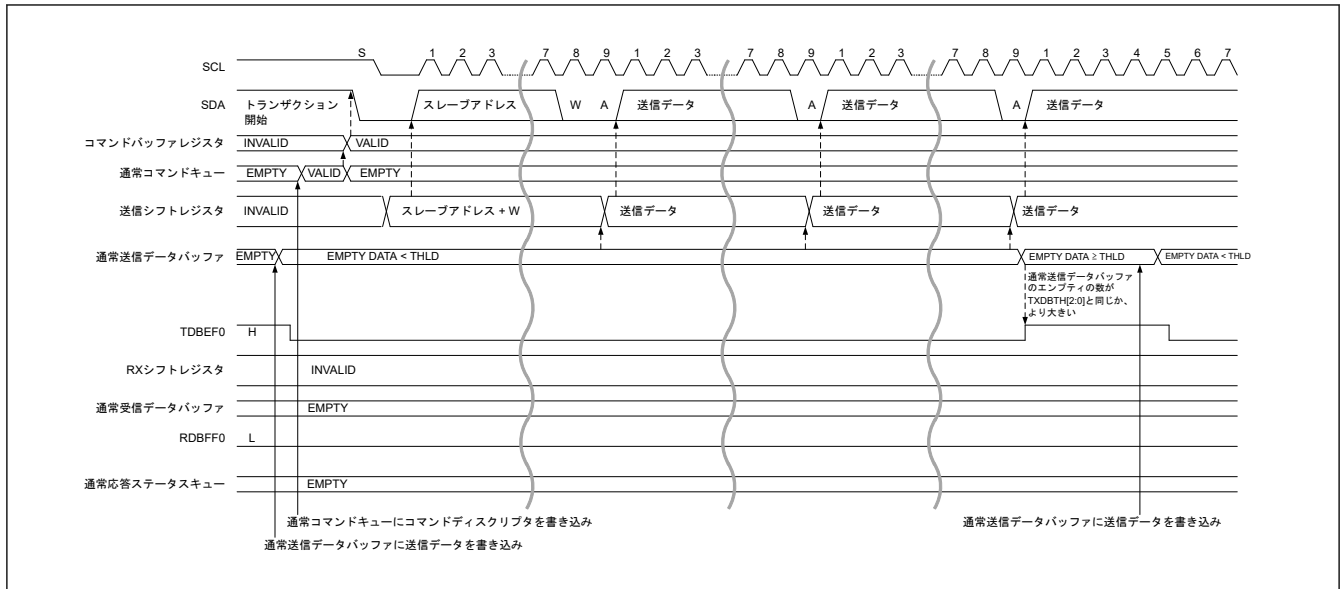 S 1 2 3 7 8 9 1 2 3 7 8 9 1 2 3 7 8 9 1 2 3 4 5 6 7
SCL
SDA トランザクション
開始 スレーブアドレス W A 送信データ A 送信データ A 送信データ
コマンドバッファレジスタ INVALID VALID
通常コマンドキュー EMPTY VALID EMPTY
送信シフトレジスタ INVALID スレーブアドレス + W 送信データ 送信データ 送信データ
通常送信データバッファ EMPTY EMPTY DATA < THLD EMPTY DATA ≥ THLD EMPTY DATA < THLD
通常送信データバッファ
のエンプティの数が
TXDBTH[2:0]と同じか、
より大きい
TDBEF0 H
RXシフトレジスタ INVALID
通常受信データバッファ EMPTY
RDBFF0 L
通常応答ステータスキュー EMPTY
通常コマンドキューにコマンドディスクリプタを書き込み
通常送信データバッファに送信データを書き込み
通常送信データバッファに送信データを書き込み